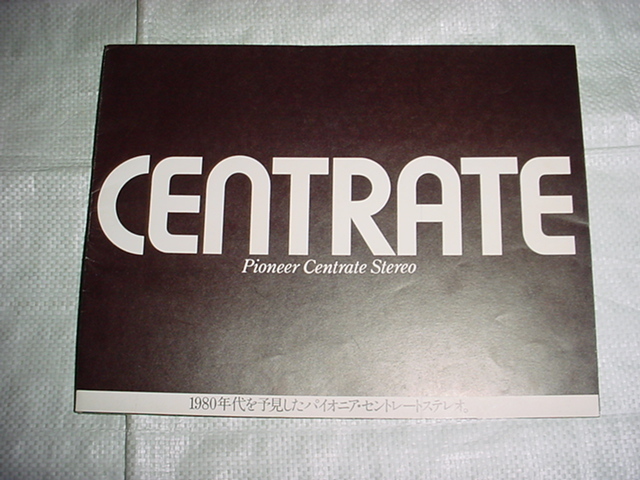 CENTRATE
Pioneer Centrate Stereo
1980年代を予見したパイオニア・セントレートステレオ。